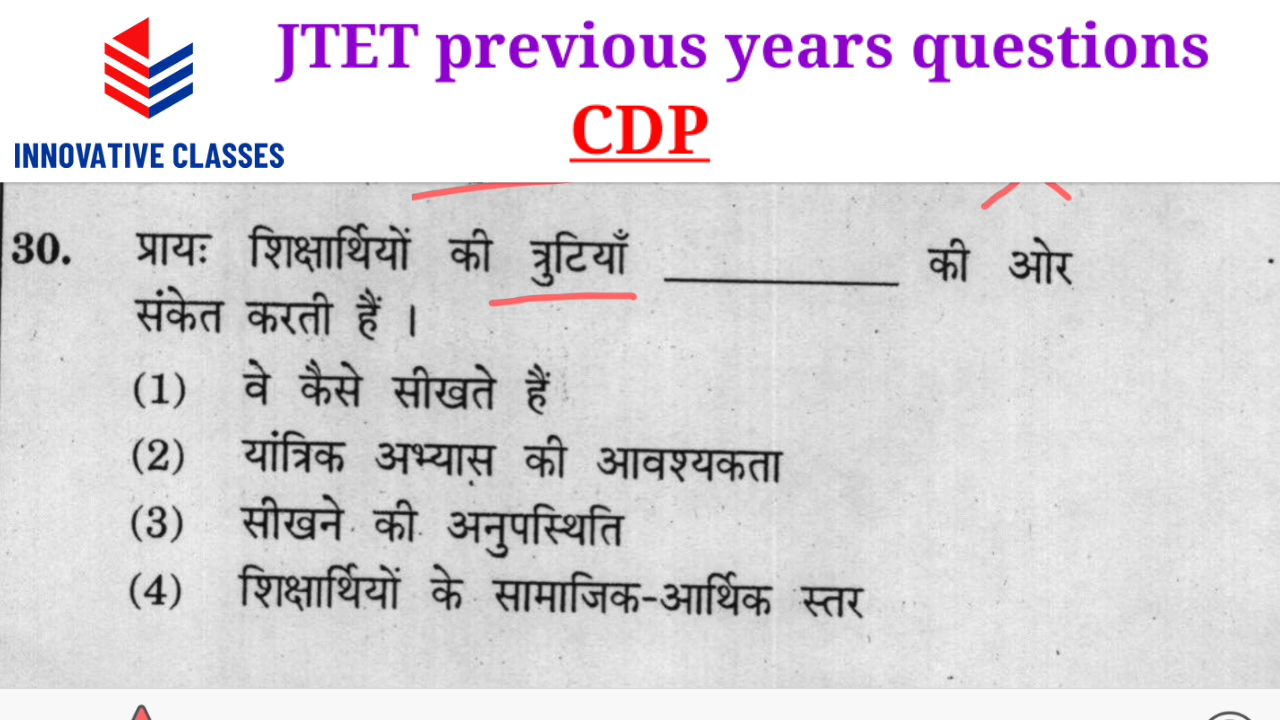 JTET previous years questions
CDP
INNOVATIVE CLASSES
30. प्रायः शिक्षार्थियों की त्रुटियाँ __________ की ओर
संकेत करती हैं ।
(1) वे कैसे सीखते हैं
(2) यांत्रिक अभ्यास की आवश्यकता
(3) सीखने की अनुपस्थिति
(4) शिक्षार्थियों के सामाजिक-आर्थिक स्तर